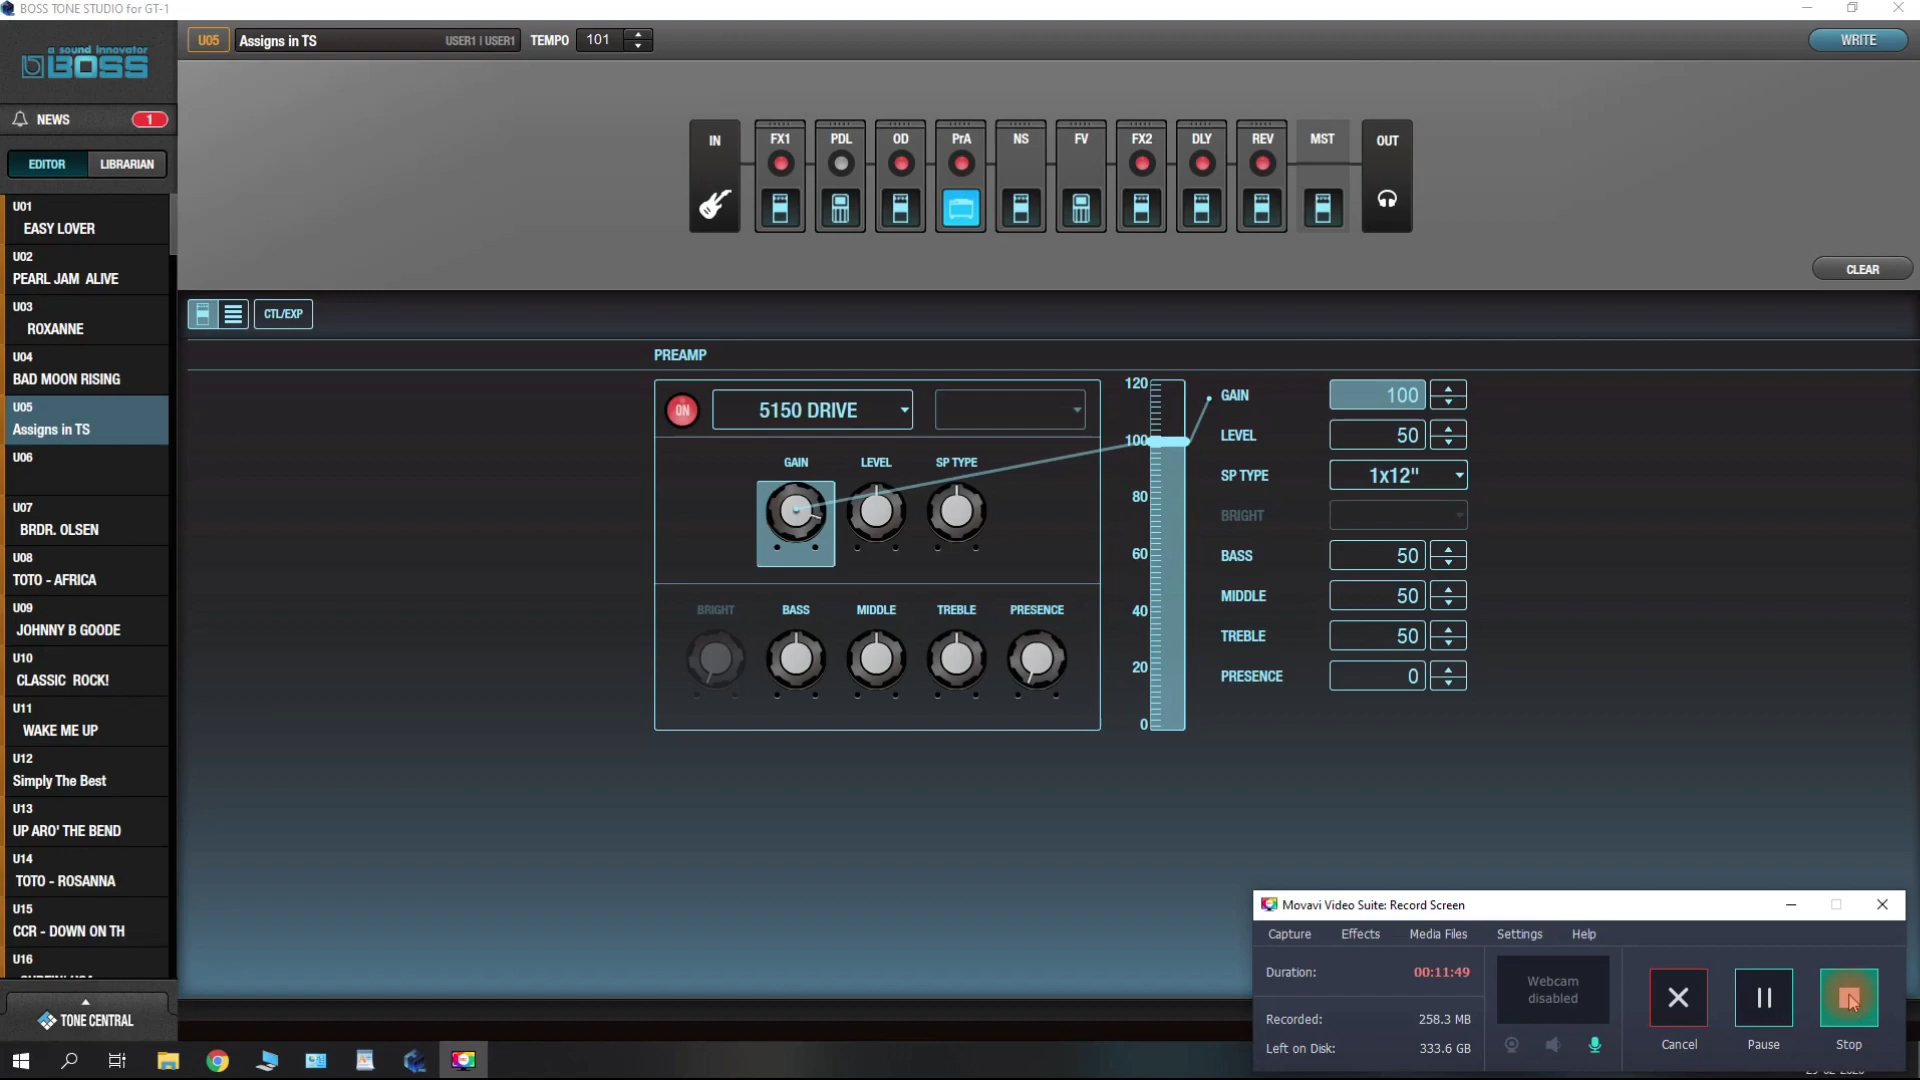 BOSS TONE STUDIO for GT-1
a sound innovator
BOSS
U05
Assigns in TS
USER1 | USER1
TEMPO
101
WRITE
NEWS
1
EDITOR
LIBRARIAN
IN
FX1
PDL
OD
PrA
NS
FV
FX2
DLY
REV
MST
OUT
CLEAR
CTL/EXP
U01
EASY LOVER
U02
PEARL JAM ALIVE
U03
ROXANNE
U04
BAD MOON RISING
U05
Assigns in TS
U06
U07
BRDR. OLSEN
U08
TOTO - AFRICA
U09
JOHNNY B GOODE
U10
CLASSIC ROCK!
U11
WAKE ME UP
U12
Simply The Best
U13
UP ARO' THE BEND
U14
TOTO - ROSANNA
U15
CCR - DOWN ON TH
U16
TONE CENTRAL
PREAMP
ON
5150 DRIVE
GAIN
LEVEL
SP TYPE
BRIGHT
BASS
MIDDLE
TREBLE
PRESENCE
120
100
80
60
40
20
0
GAIN
100
LEVEL
50
SP TYPE
1x12"
BRIGHT
BASS
50
MIDDLE
50
TREBLE
50
PRESENCE
0
Movavi Video Suite: Record Screen
Capture
Effects
Media Files
Settings
Help
Duration:
00:11:49
Recorded:
258.3 MB
Left on Disk:
333.6 GB
Webcam
disabled
Cancel
Pause
Stop